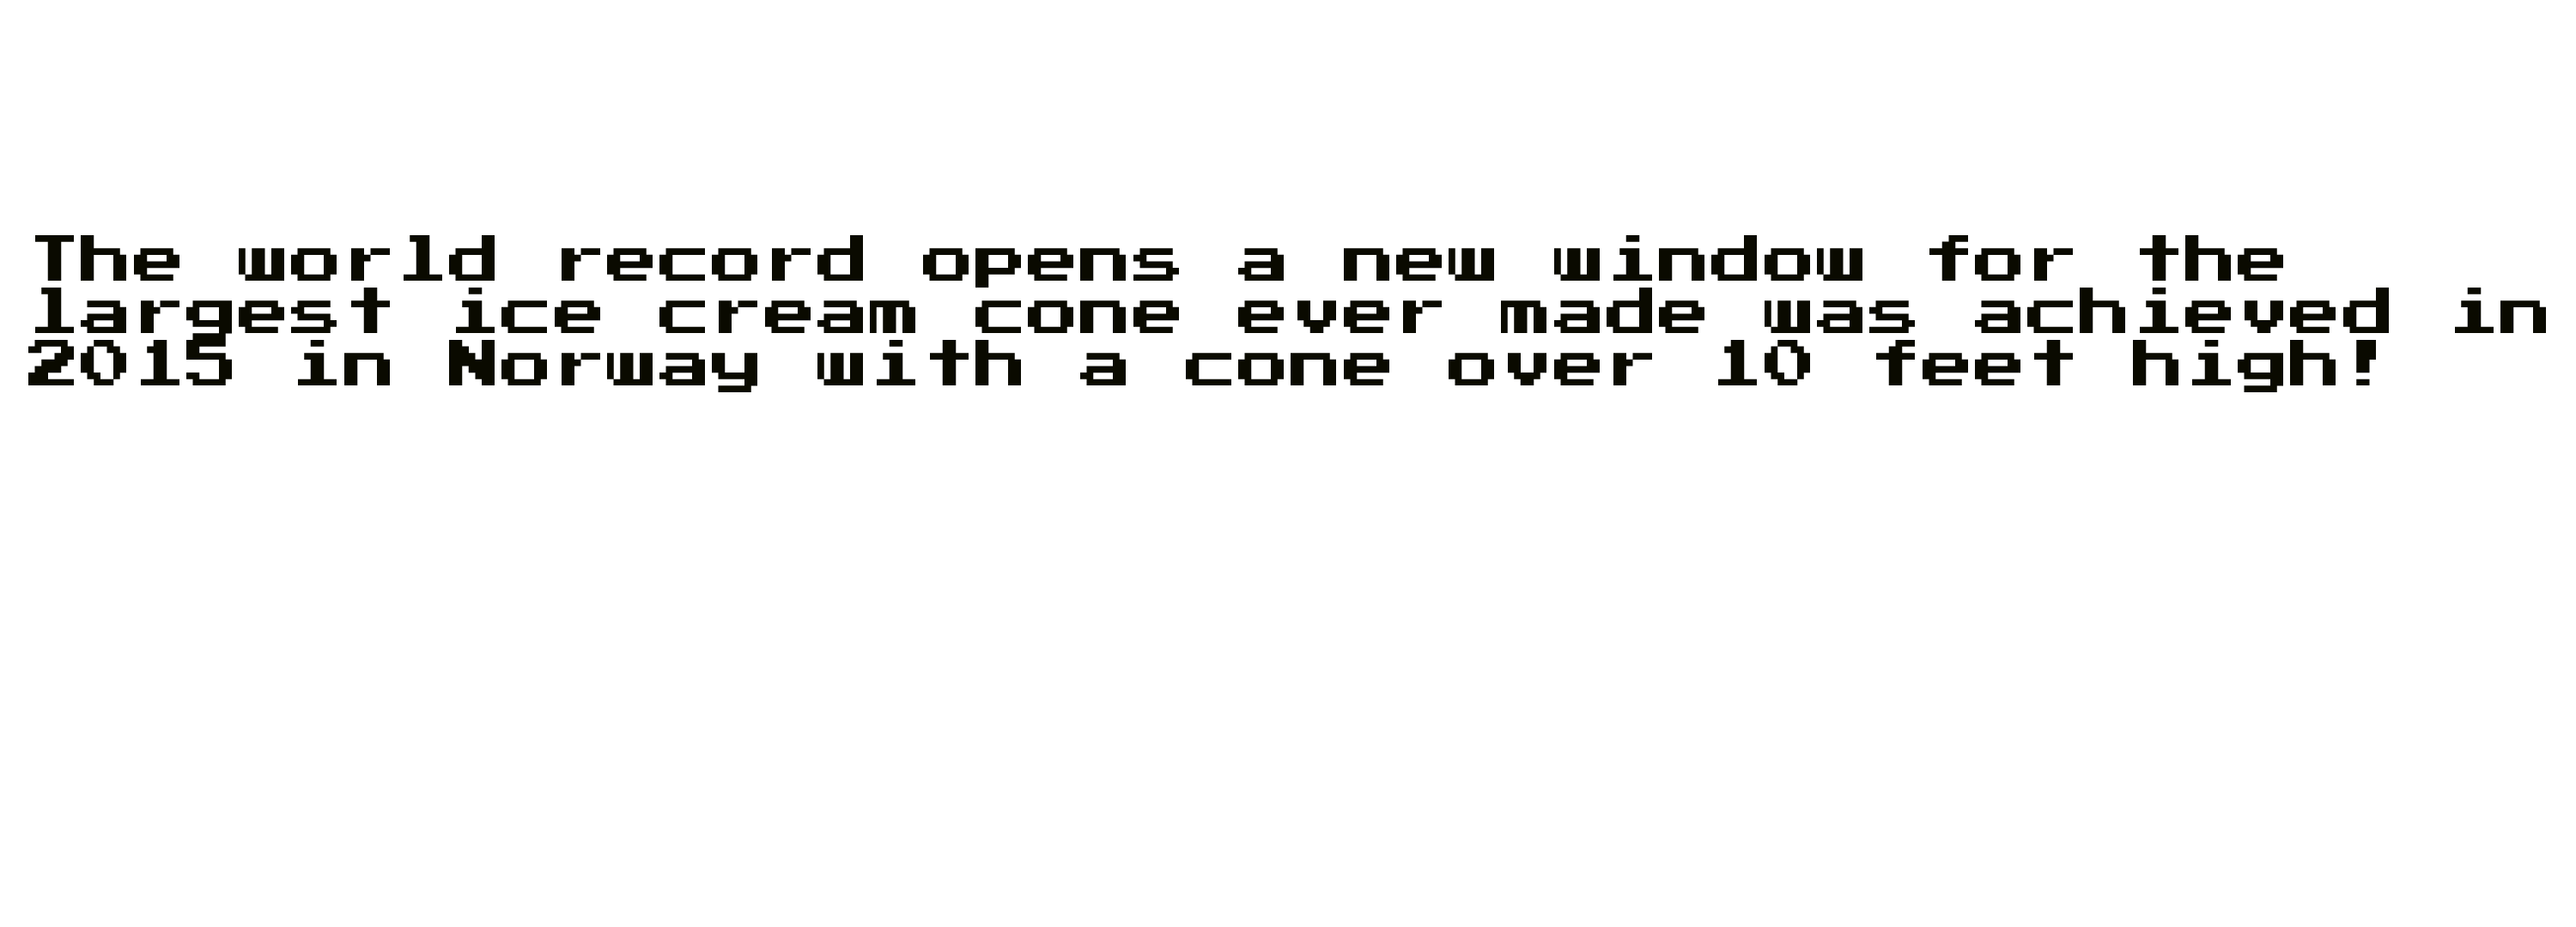 The world record opens a new window for the
largest ice cream cone ever made was achieved in
2015 in Norway with a cone over 10 feet high!